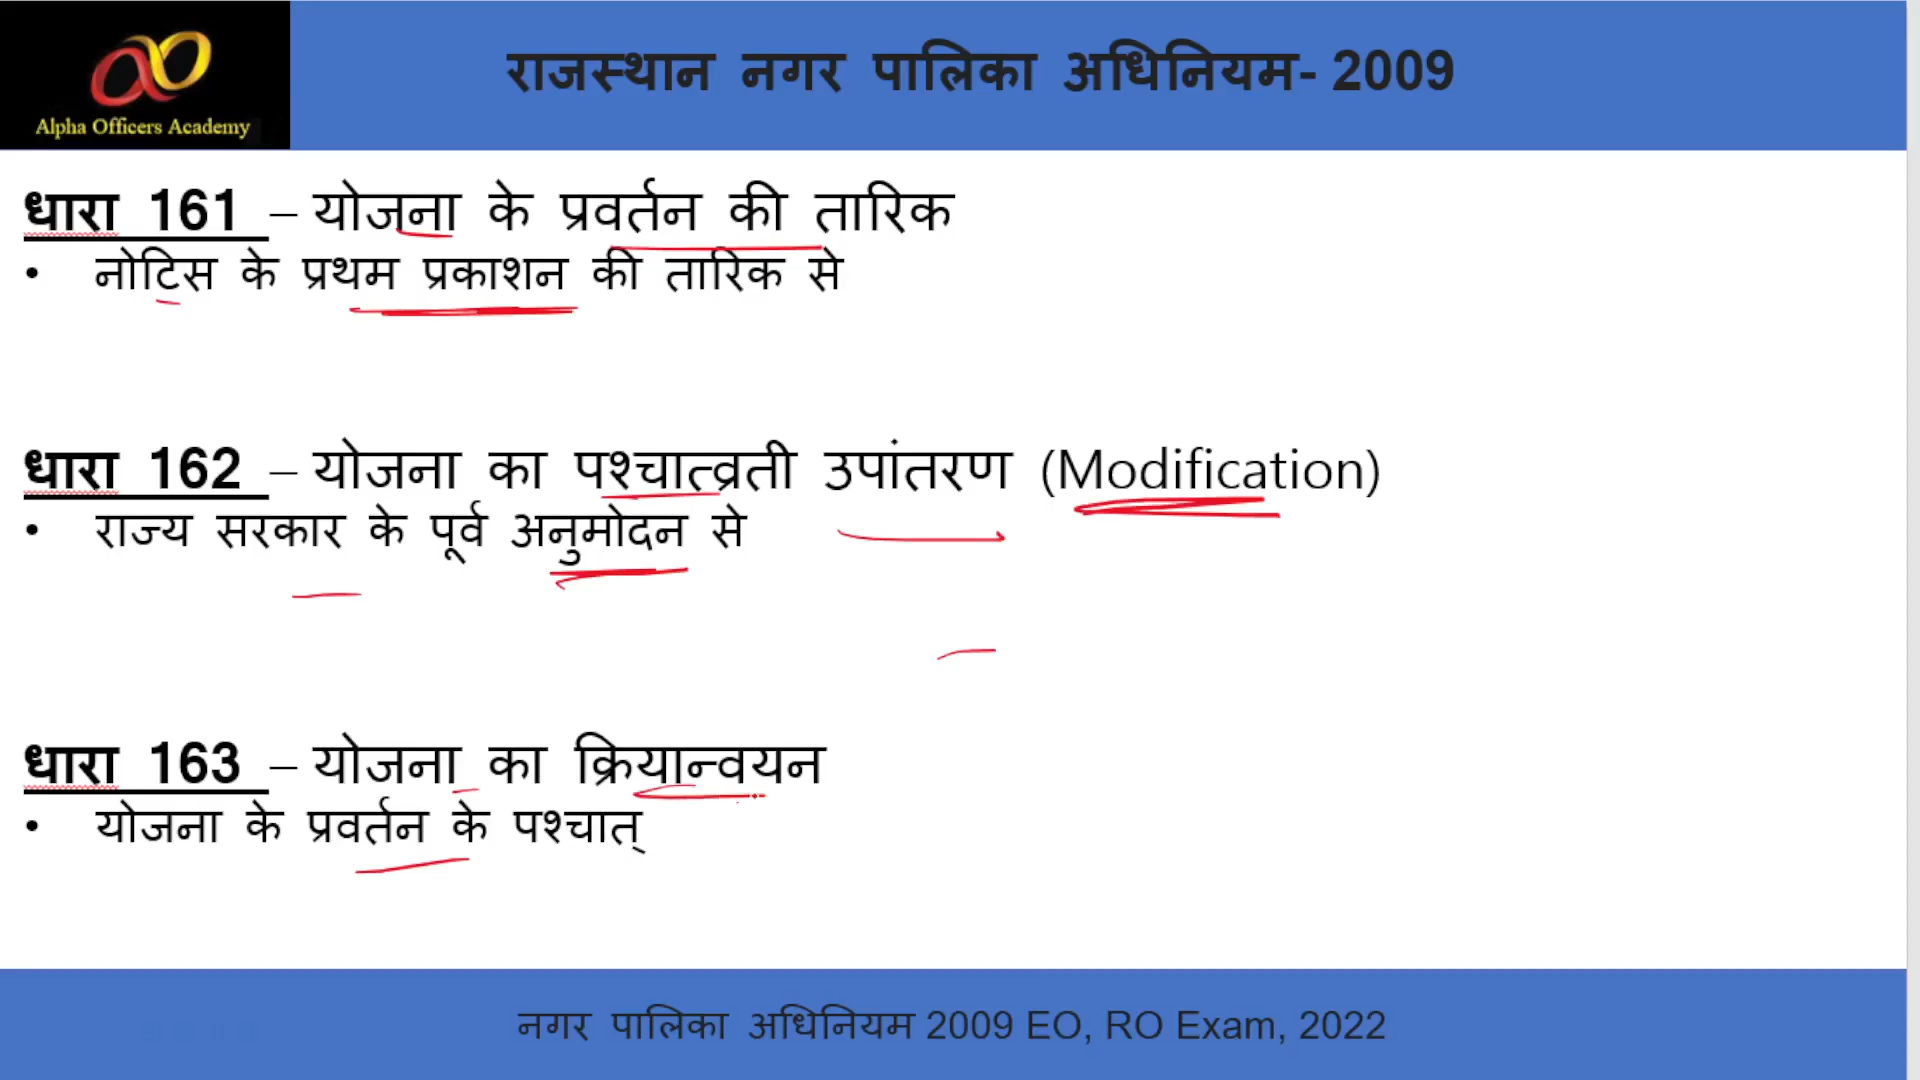 Alpha Officers Academy
राजस्थान नगर पालिका अधिनियम- 2009
धारा 161 – योजना के प्रवर्तन की तारिक
• नोटिस के प्रथम प्रकाशन की तारिक से
धारा 162 – योजना का पश्चात्व्रती उपांतरण (Modification)
• राज्य सरकार के पूर्व अनुमोदन से
धारा 163 – योजना का क्रियान्वयन
• योजना के प्रवर्तन के पश्चात्
नगर पालिका अधिनियम 2009 EO, RO Exam, 2022